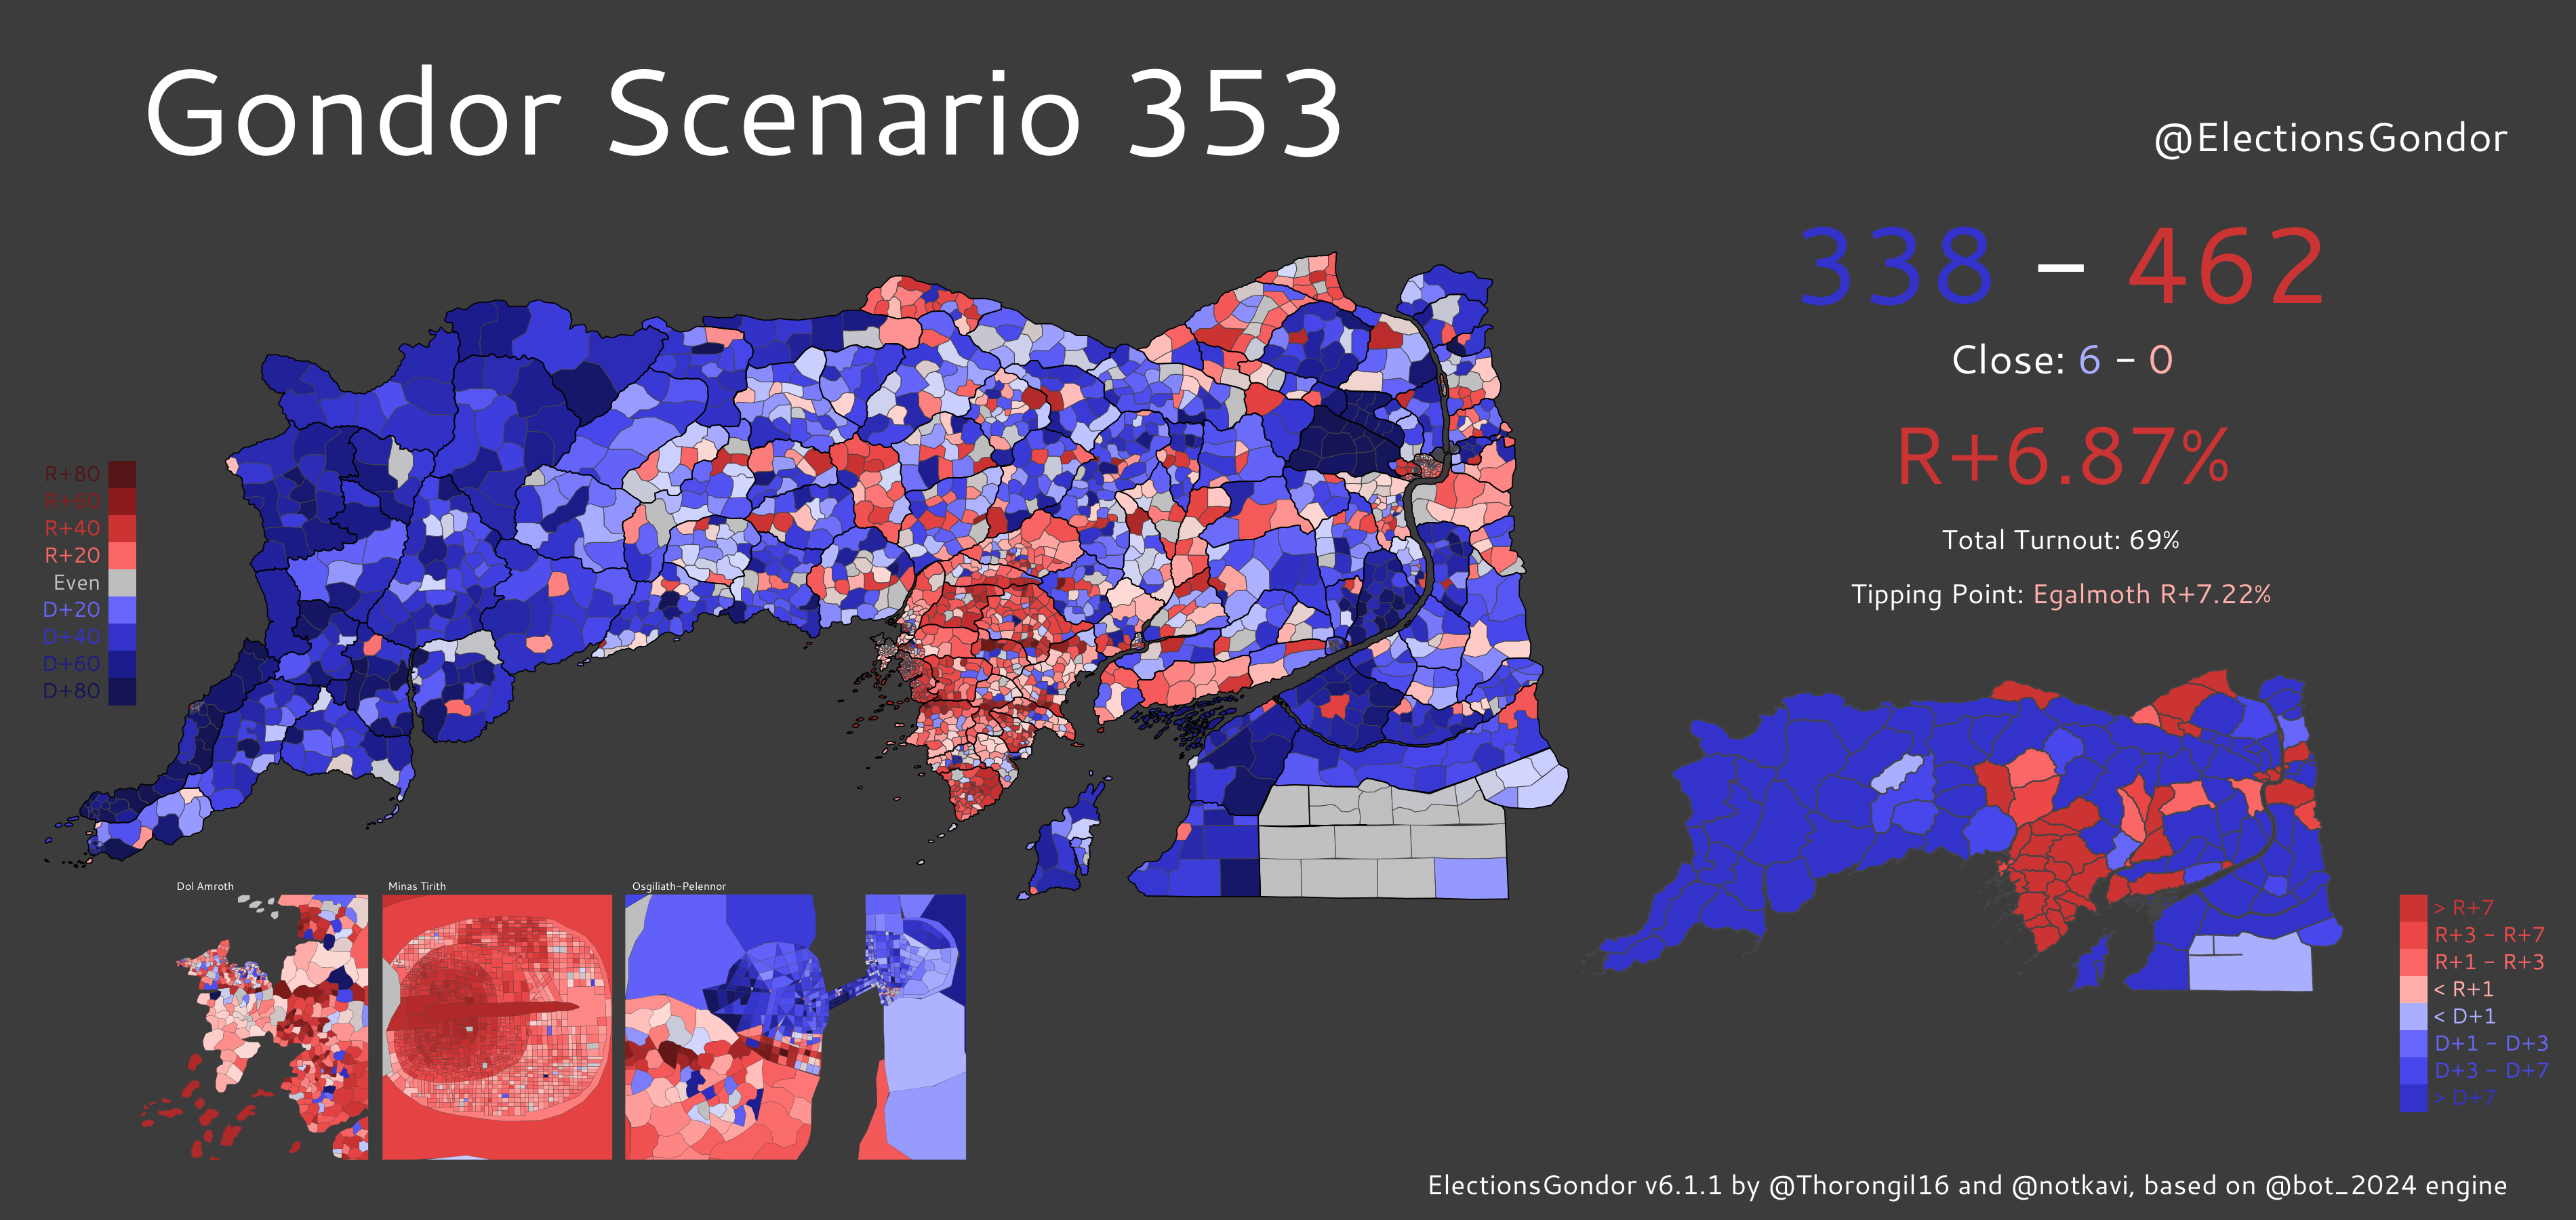 Gondor Scenario 353
@ElectionsGondor
338 – 462
Close: 6 - 0
R+6.87%
Total Turnout: 69%
Tipping Point: Egalmoth R+7.22%
R+80
R+60
R+40
R+20
Even
D+20
D+40
D+60
D+80
Dol Amroth
Minas Tirith
Osgiliath-Pelennor
> R+7
R+3 - R+7
R+1 - R+3
< R+1
< D+1
D+1 - D+3
D+3 - D+7
> D+7
ElectionsGondor v6.1.1 by @Thorongil16 and @notkavi, based on @bot_2024 engine